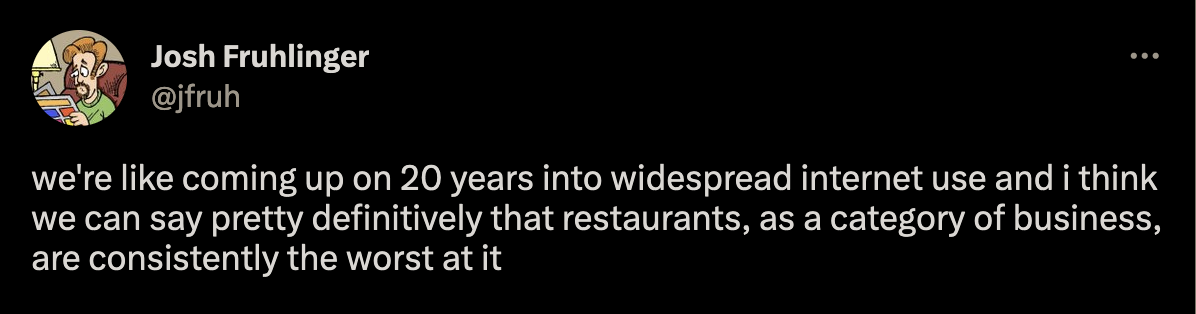 Josh Fruhlinger
@jfruh
we're like coming up on 20 years into widespread internet use and i think
we can say pretty definitively that restaurants, as a category of business,
are consistently the worst at it